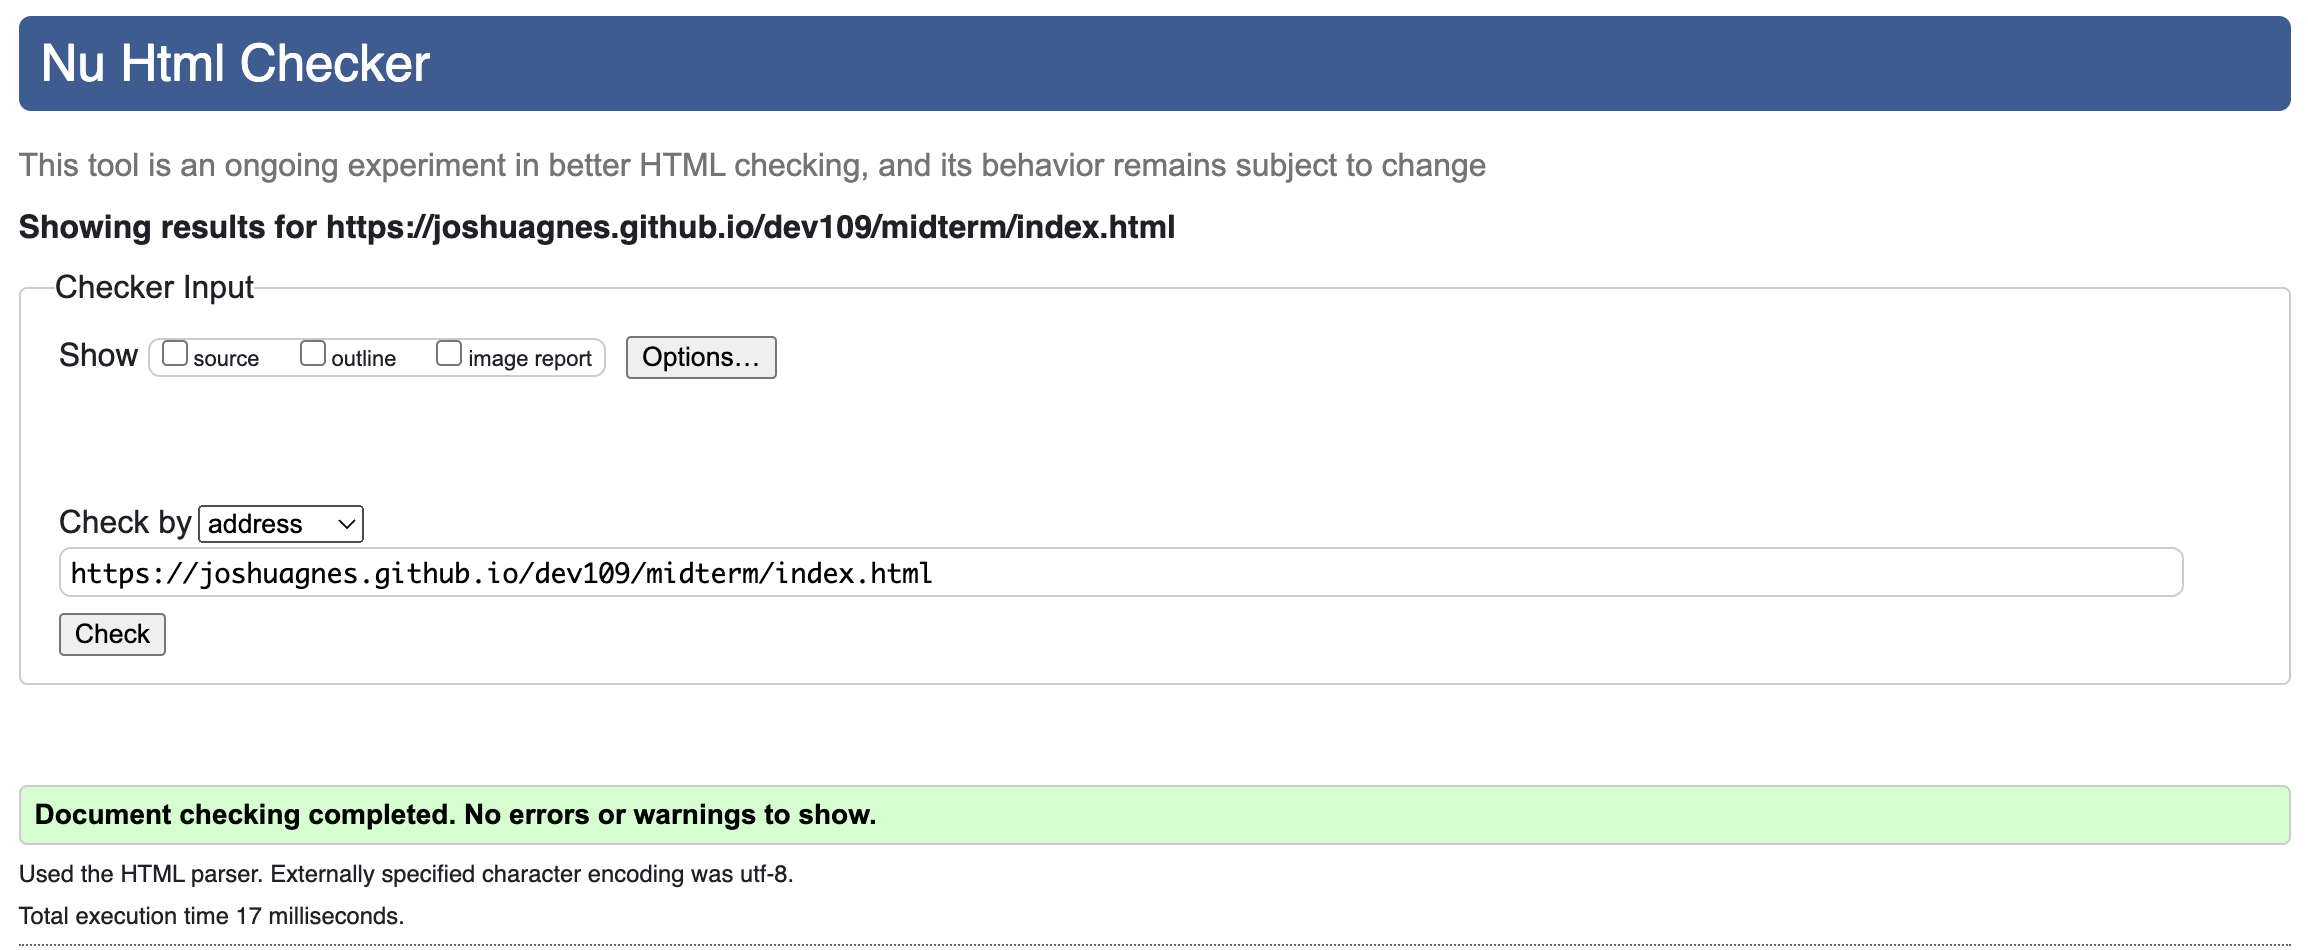 Nu Html Checker
This tool is an ongoing experiment in better HTML checking, and its behavior remains subject to change
Showing results for https://joshuagnes.github.io/dev109/midterm/index.html
Checker Input
Show source outline image report Options…
Check by address
https://joshuagnes.github.io/dev109/midterm/index.html
Check
Document checking completed. No errors or warnings to show.
Used the HTML parser. Externally specified character encoding was utf-8.
Total execution time 17 milliseconds.